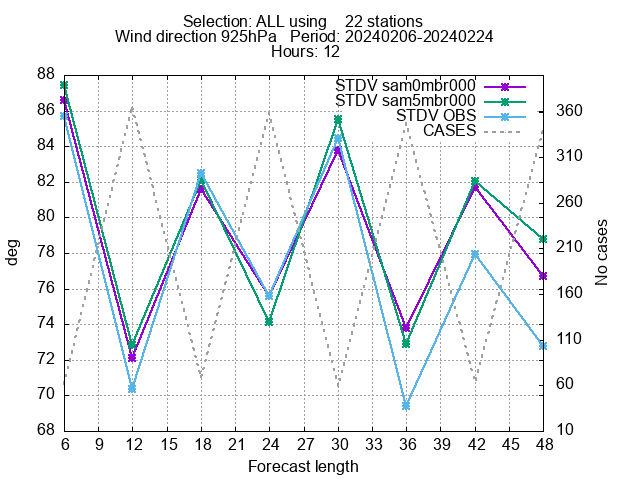 Selection: ALL using    22 stations
Wind direction 925hPa   Period: 20240206-20240224
Hours: 12
STDV sam0mbr000
STDV sam5mbr000
STDV OBS
CASES
88
86
84
82
80
78
76
74
72
70
68
deg
360
310
260
210
160
110
60
10
No cases
6 9 12 15 18 21 24 27 30 33 36 39 42 45 48
Forecast length